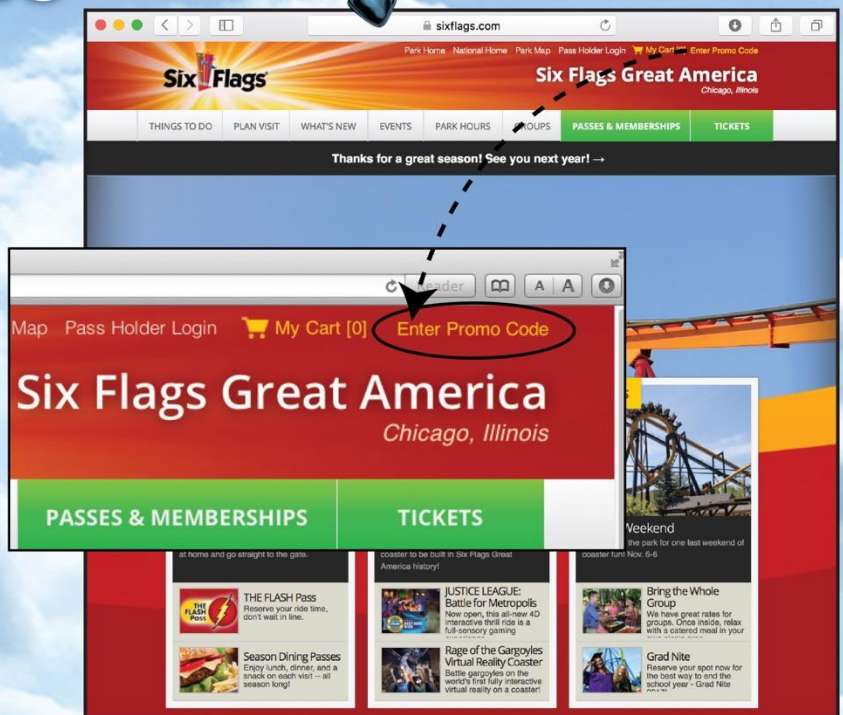 sixflags.com
Park Home National Home Park Map Pass Holder Login My Cart Enter Promo Code
Six Flags
Six Flags Great America
Chicago, Illinois
THINGS TO DO PLAN VISIT WHAT'S NEW EVENTS PARK HOURS GROUPS PASSES & MEMBERSHIPS TICKETS
Thanks for a great season! See you next year! →
Reader A A
Map Pass Holder Login My Cart [0] Enter Promo Code
Six Flags Great America
Chicago, Illinois
PASSES & MEMBERSHIPS TICKETS
Weekend
the park for one last weekend of
coaster fun! Nov. 5-6
at home and go straight to the gate.
coaster to be built in Six Flags Great
America history!
THE FLASH Pass
THE FLASH Pass
Reserve your ride time,
don't wait in line.
Season Dining Passes
Enjoy lunch, dinner, and a
snack on each visit -- all
season long!
JUSTICE LEAGUE:
Battle for Metropolis
Now open, this all-new 4D
interactive thrill ride is a
full-sensory gaming
Rage of the Gargoyles
Virtual Reality Coaster
Battle gargoyles on the
world's first fully interactive
virtual reality on a coaster!
Bring the Whole
Group
We have great rates for
groups. Once inside, relax
with a catered meal in your
Grad Nite
Reserve your spot now for
the best way to end the
school year - Grad Nite